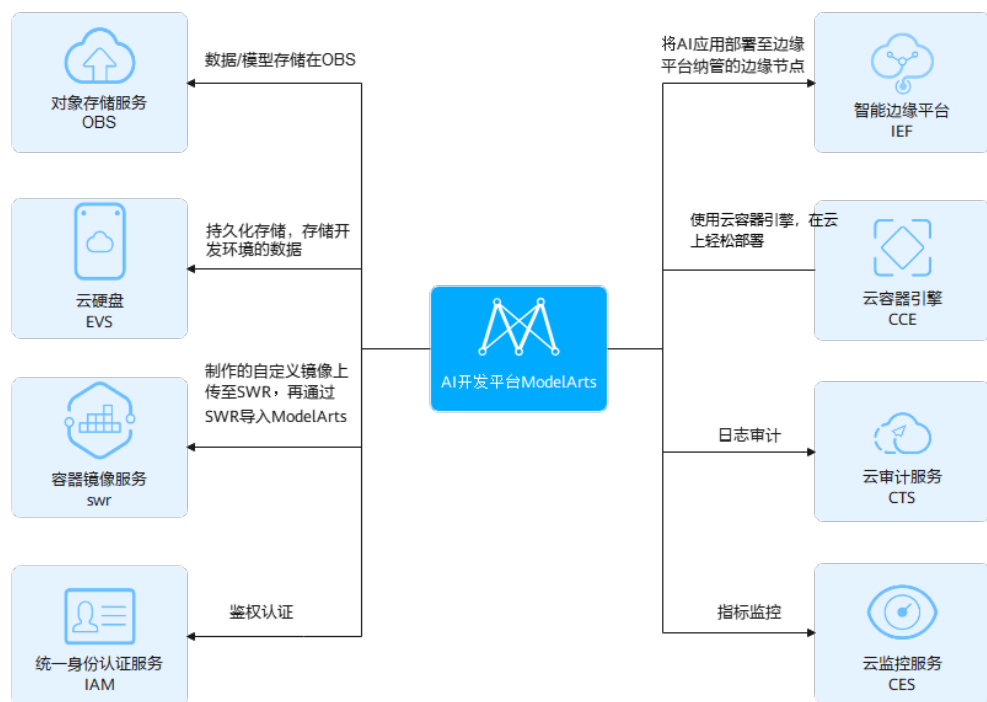 数据/模型存储在OBS
对象存储服务
OBS
将AI应用部署至边缘
平台纳管的边缘节点
智能边缘平台
IEF
持久化存储，存储开
发环境的数据
云硬盘
EVS
使用云容器引擎，在云
上轻松部署
云容器引擎
CCE
AI开发平台ModelArts
制作的自定义镜像上
传至SWR，再通过
SWR导入ModelArts
容器镜像服务
swr
日志审计
云审计服务
CTS
鉴权认证
统一身份认证服务
IAM
指标监控
云监控服务
CES